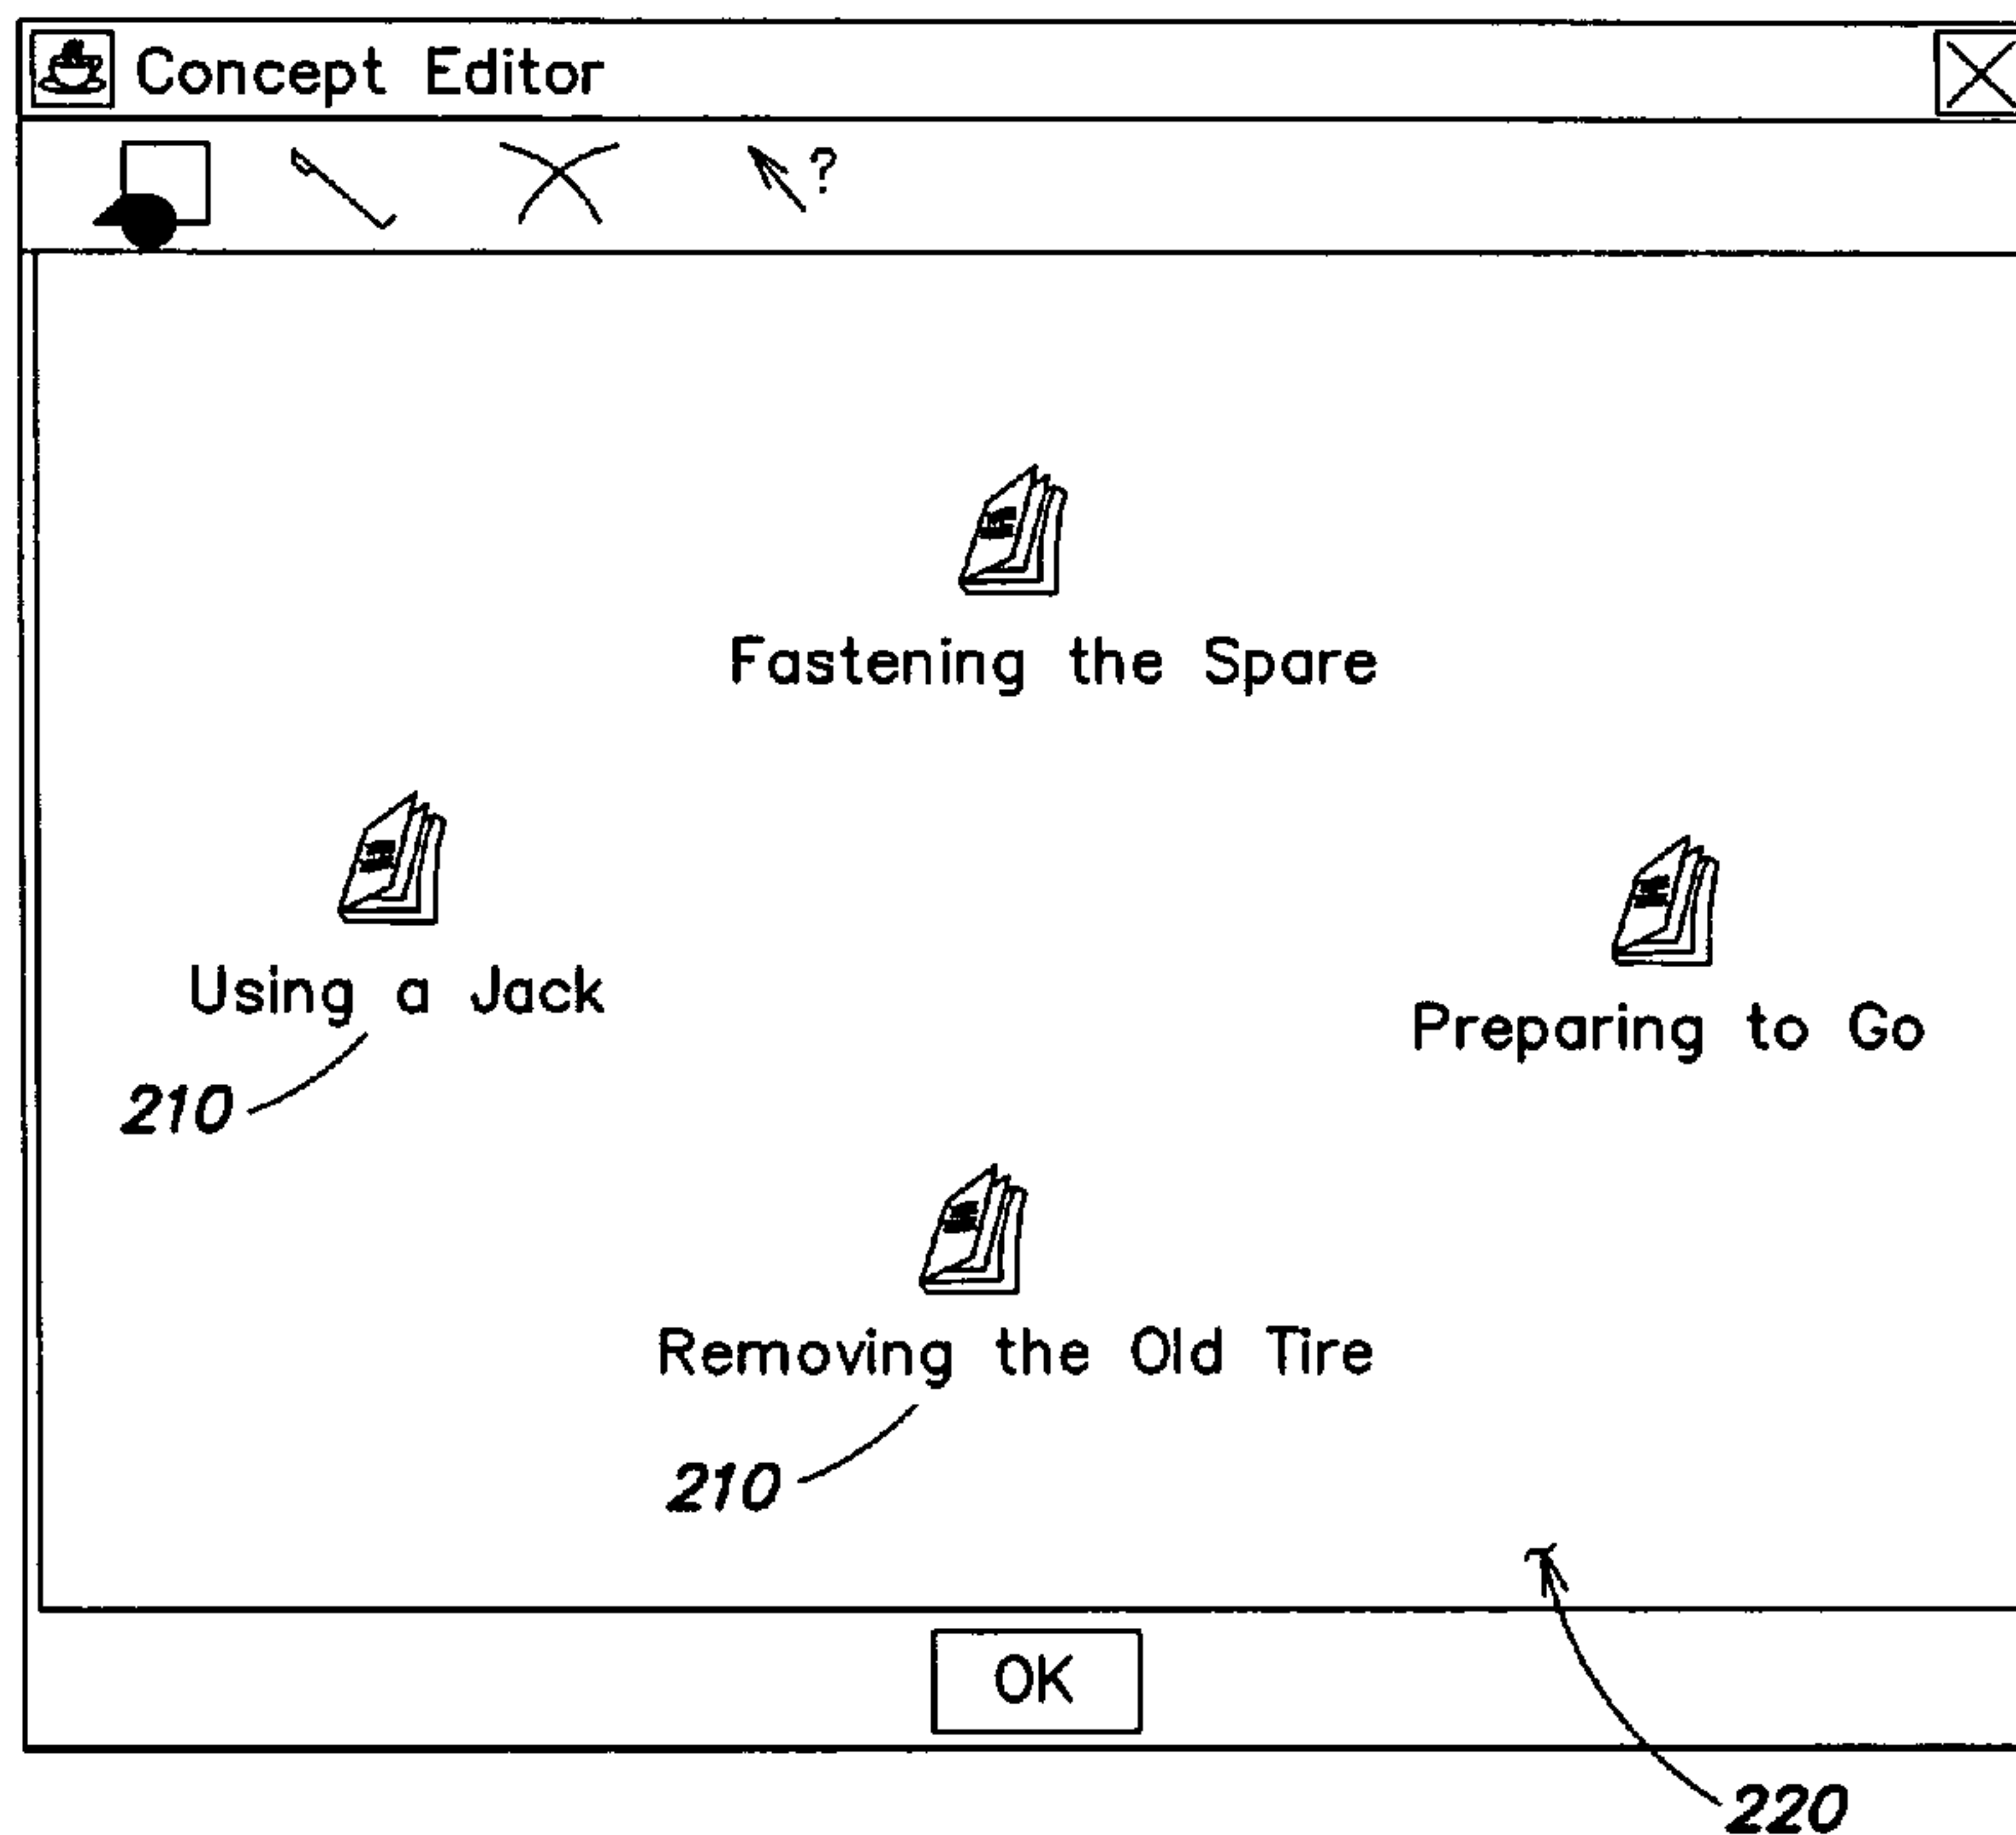 Concept Editor
?
Fastening the Spare
Using a Jack
Preparing to Go
210
Removing the Old Tire
210
OK
220